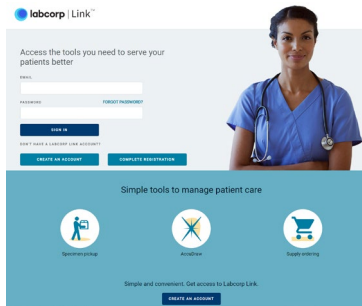 labcorp | Link™
Access the tools you need to serve your
patients better
EMAIL
PASSWORD FORGOT PASSWORD?
SIGN IN
DON'T HAVE A LABCORP LINK ACCOUNT?
CREATE AN ACCOUNT COMPLETE REGISTRATION
Simple tools to manage patient care
Specimen pickup AccuDraw Supply ordering
Simple and convenient. Get access to Labcorp Link.
CREATE AN ACCOUNT